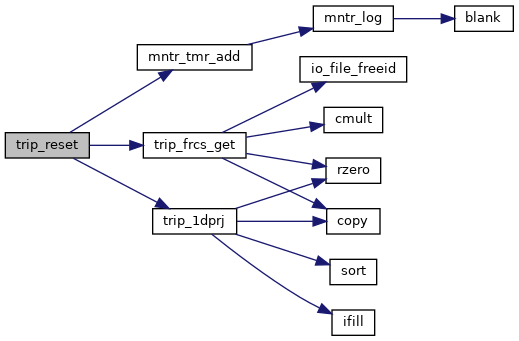 mntr_log
blank
mntr_tmr_add
io_file_freeid
cmult
trip_reset
trip_frcs_get
rzero
trip_1dprj
copy
sort
ifill